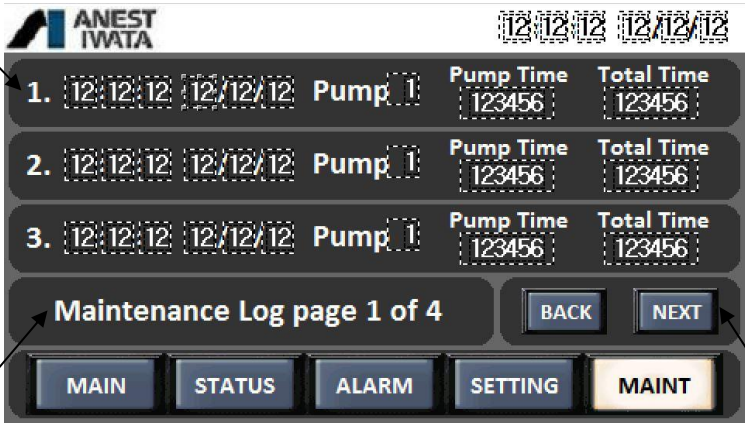 ANEST
IWATA
12:12:12 12/12/12
1. 12:12:12 12/12/12 Pump 1 Pump Time 123456 Total Time 123456
2. 12:12:12 12/12/12 Pump 1 Pump Time 123456 Total Time 123456
3. 12:12:12 12/12/12 Pump 1 Pump Time 123456 Total Time 123456
Maintenance Log page 1 of 4 BACK NEXT
MAIN STATUS ALARM SETTING MAINT